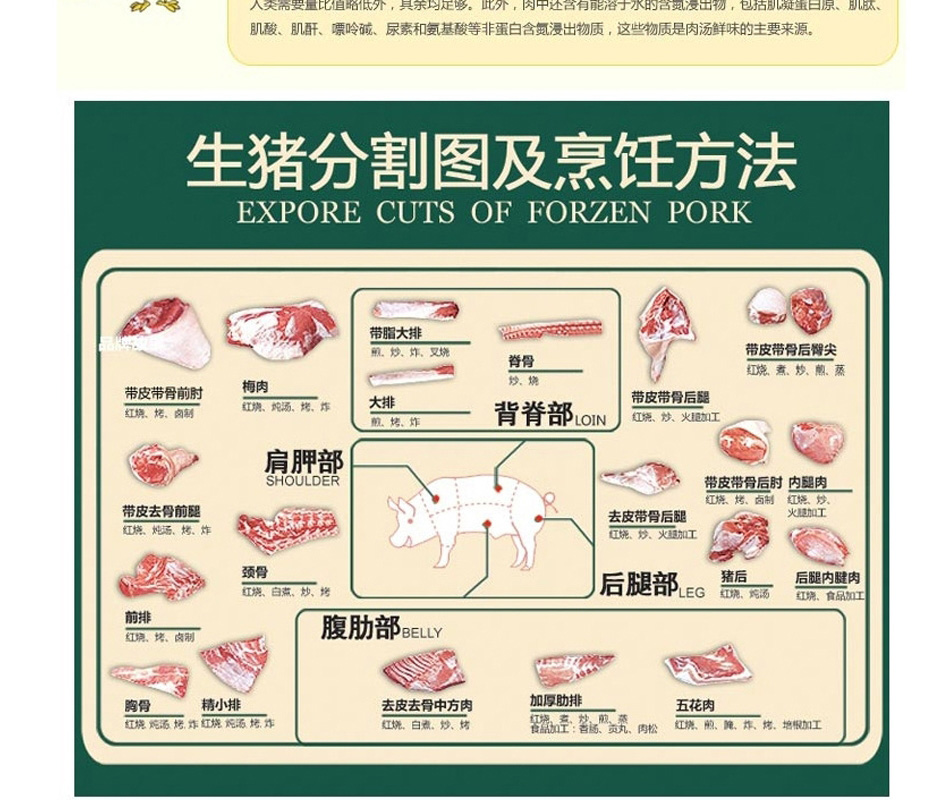 人类需要量比值略低外，其余均足够。此外，肉中还含有能溶于水的含氮浸出物，包括肌凝蛋白原、肌肽、
肌酸、肌酐、嘌呤碱、尿素和氨基酸等非蛋白含氮浸出物质，这些物质是肉汤鲜味的主要来源。
生猪分割图及烹饪方法
EXPORE CUTS OF FORZEN PORK
带皮带骨前肘
红烧、烤、卤制
梅肉
红烧、炖汤、烤、炸
带皮去骨前腿
红烧、炖汤、烤、炸
肩胛部
SHOULDER
颈骨
红烧、白煮、炒、烤
前排
红烧、烤、卤制
胸骨
红烧、炖汤、烤、炸
精小排
红烧、炖汤、烤、炸
带脂大排
煎、炒、炸、叉烧
大排
煎、烤、炸
脊骨
炒、烧
背脊部LOIN
带皮带骨后腿
红烧、炒、火腿加工
带皮带骨后臀尖
红烧、煮、炒、煎、蒸
去皮带骨后腿
红烧、炒、火腿加工
带皮带骨后肘
红烧、烤、卤制
内腿肉
红烧、炒、
火腿加工
猪后
红烧、炖汤
后腿内腱肉
红烧、食品加工
后腿部LEG
腹肋部BELLY
去皮去骨中方肉
红烧、白煮、炒、烤
加厚肋排
红烧、煮、炒、煎、蒸
食品加工：香肠、贡丸、肉松
五花肉
红烧、煎、腌、炸、烤、培根加工